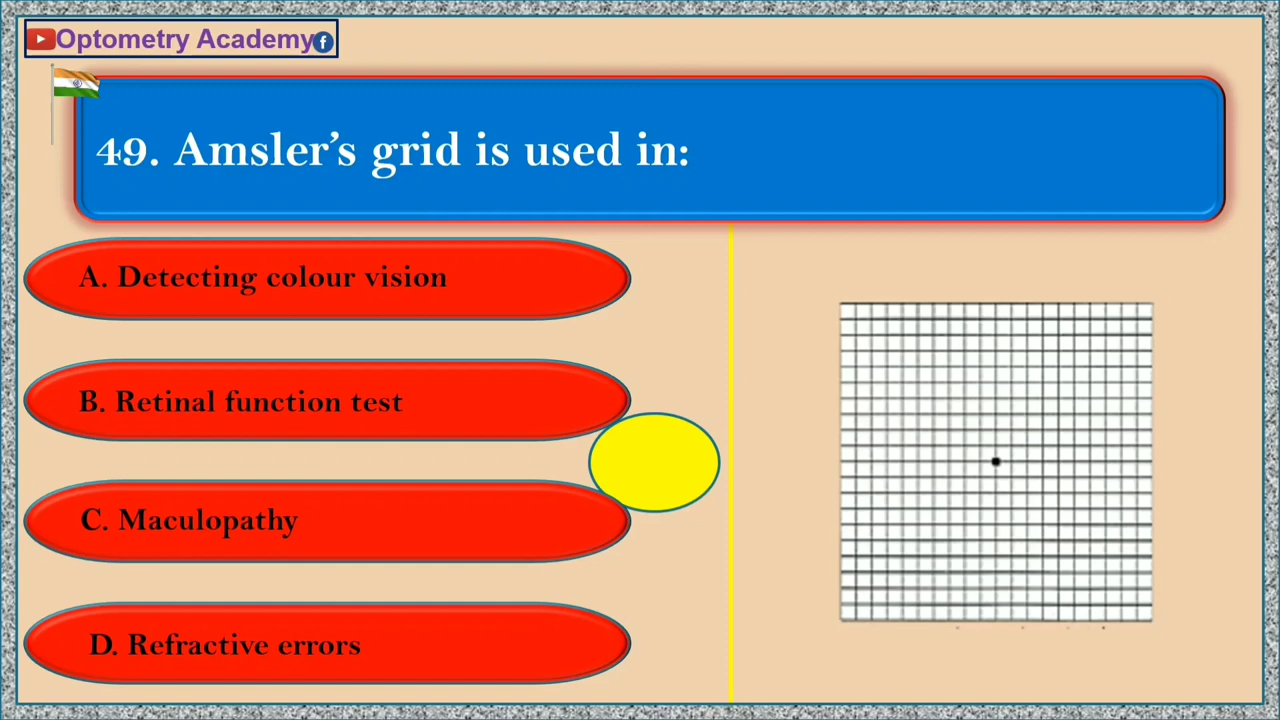 Optometry Academy
49. Amsler’s grid is used in:
A. Detecting colour vision
B. Retinal function test
C. Maculopathy
D. Refractive errors